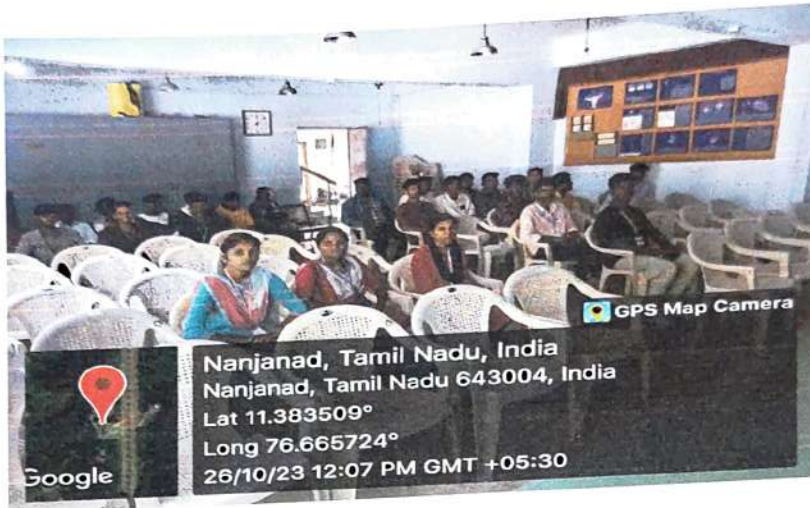 GPS Map Camera
Nanjanad, Tamil Nadu, India
Nanjanad, Tamil Nadu 643004, India
Lat 11.383509°
Long 76.665724°
26/10/23 12:07 PM GMT +05:30
Google